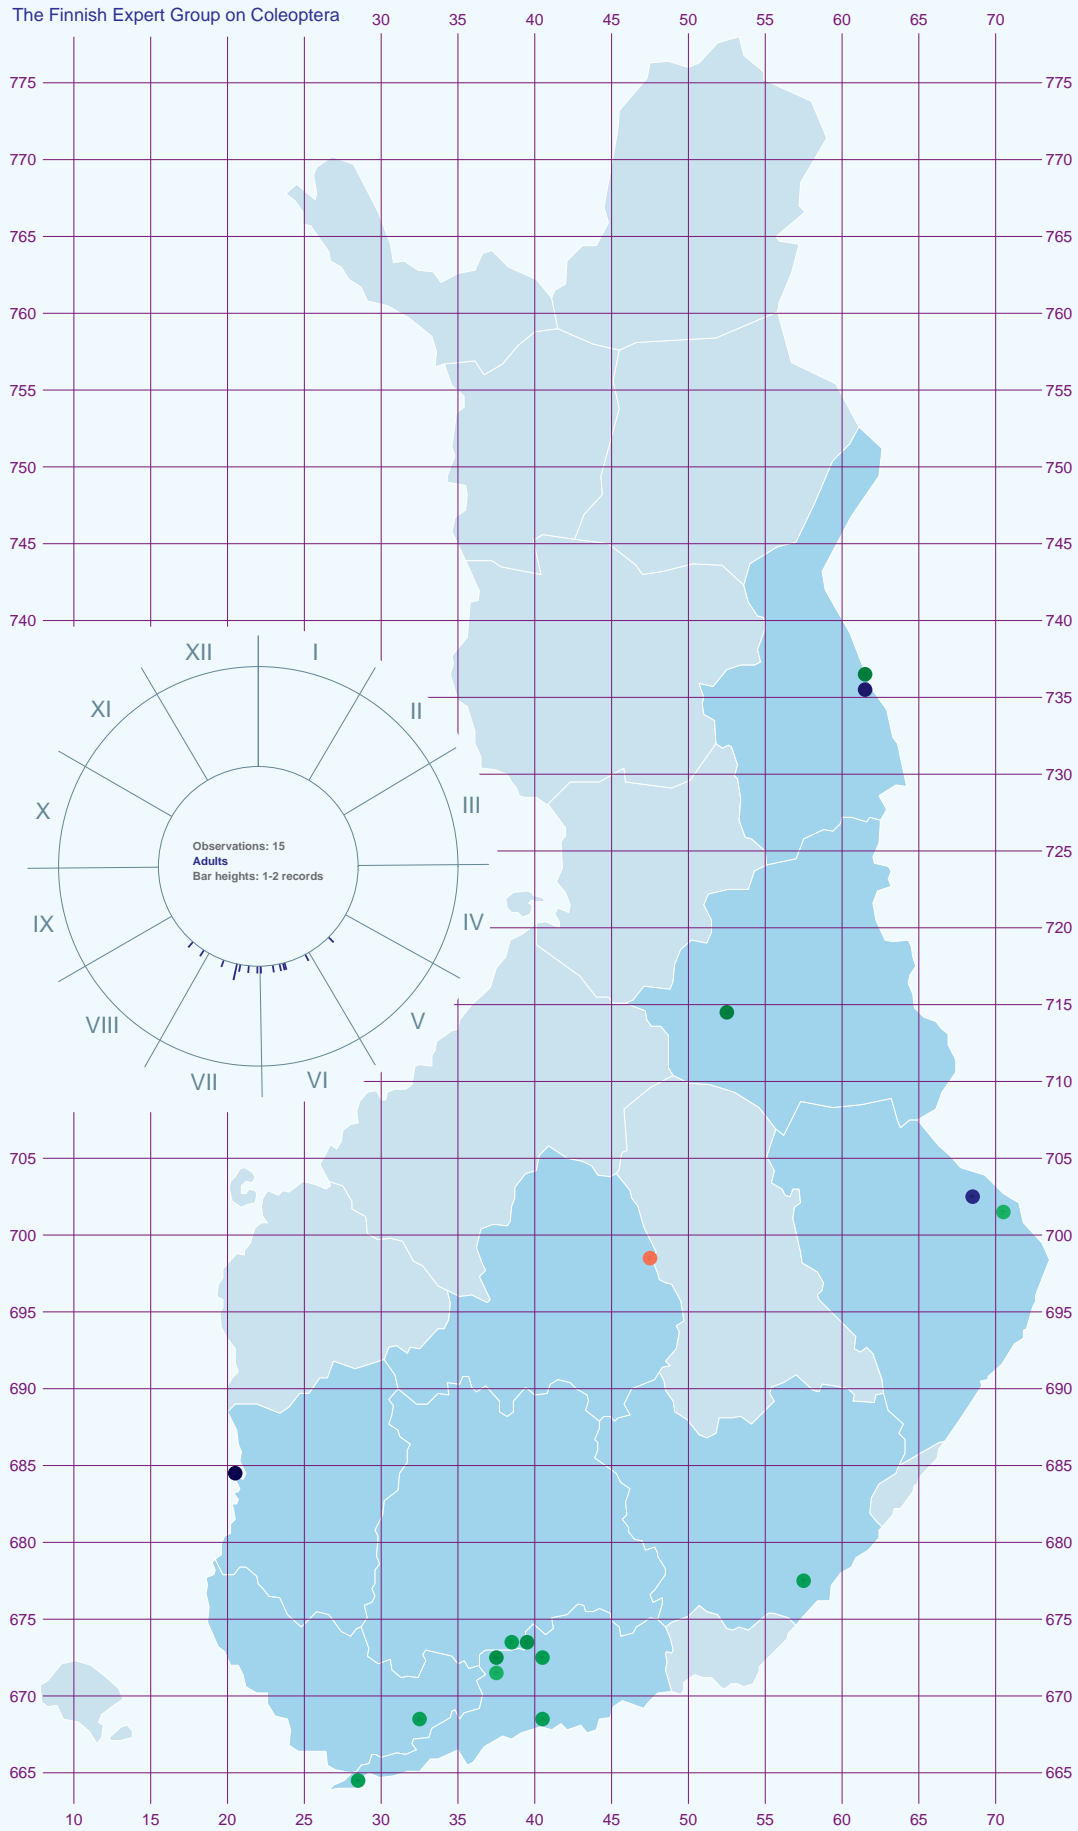 The Finnish Expert Group on Coleoptera
30 35 40 45 50 55 60 65 70
775 775
770 770
765 765
760 760
755 755
750 750
745 745
740 740
XII I
XI II
735
730
X III
Observations: 15
Adults
Bar heights: 1-2 records
725
IX IV 720
VIII V
715
VII VI
710
705 705
700 700
695 695
690 690
685 685
680 680
675 675
670 670
665 665
10 15 20 25 30 35 40 45 50 55 60 65 70